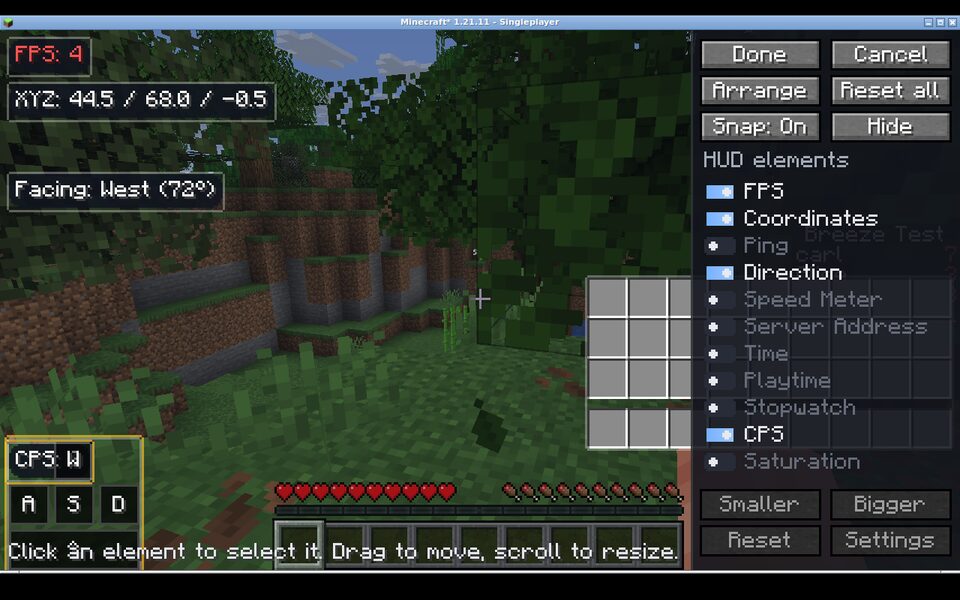 Minecraft* 1.21.11 - Singleplayer
FPS: 4
XYZ: 44.5 / 68.0 / -0.5
Facing: West (72°)
Done
Cancel
Arrange
Reset all
Snap: On
Hide
HUD elements
FPS
Coordinates
Breeze Test
Ping
carl
Direction
Speed Meter
Server Address
Time
Playtime
Stopwatch
CPS
Saturation
Smaller
Bigger
Reset
Settings
S
CPS: W
A S D
Click an element to select it. Drag to move, scroll to resize.